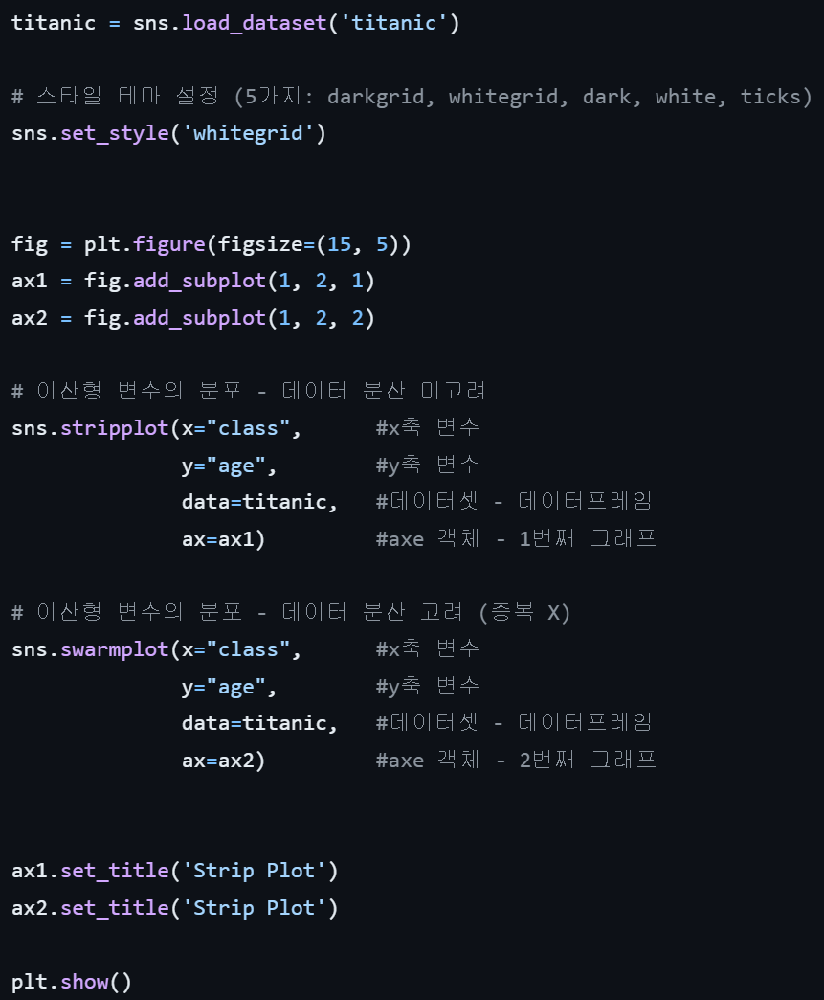 titanic = sns.load_dataset('titanic')
# 스타일 테마 설정 (5가지: darkgrid, whitegrid, dark, white, ticks)
sns.set_style('whitegrid')
fig = plt.figure(figsize=(15, 5))
ax1 = fig.add_subplot(1, 2, 1)
ax2 = fig.add_subplot(1, 2, 2)
# 이산형 변수의 분포 - 데이터 분산 미고려
sns.stripplot(x="class",      #x축 변수
              y="age",        #y축 변수
              data=titanic,   #데이터셋 - 데이터프레임
              ax=ax1)         #axe 객체 - 1번째 그래프
# 이산형 변수의 분포 - 데이터 분산 고려 (중복 X)
sns.swarmplot(x="class",      #x축 변수
              y="age",        #y축 변수
              data=titanic,   #데이터셋 - 데이터프레임
              ax=ax2)         #axe 객체 - 2번째 그래프
ax1.set_title('Strip Plot')
ax2.set_title('Strip Plot')
plt.show()